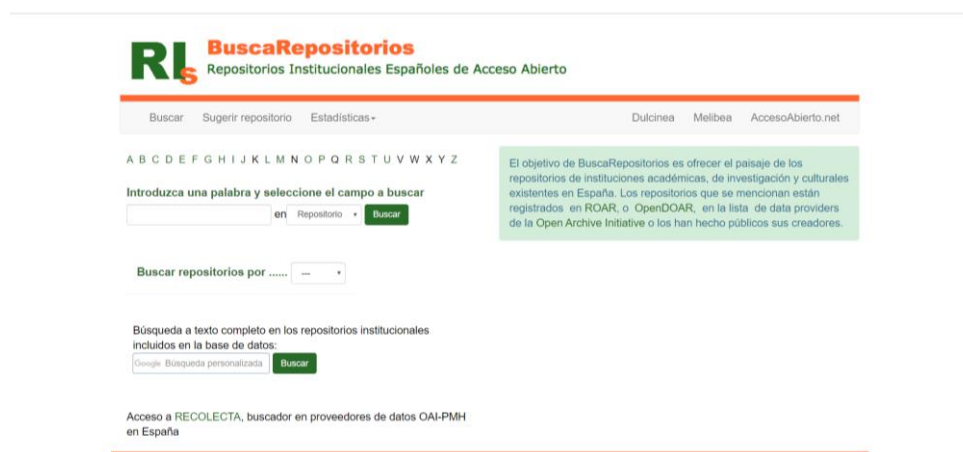 RIs
BuscaRepositorios
Repositorios Institucionales Españoles de Acceso Abierto
Buscar Sugerir repositorio Estadísticas
Dulcinea Melibea AccesoAbierto.net
A B C D E F G H I J K L M N O P Q R S T U V W X Y Z
Introduzca una palabra y seleccione el campo a buscar
en Repositorio Buscar
Buscar repositorios por ...... ---
Búsqueda a texto completo en los repositorios institucionales
incluidos en la base de datos:
Google Búsqueda personalizada Buscar
Acceso a RECOLECTA, buscador en proveedores de datos OAI-PMH
en España
El objetivo de BuscaRepositorios es ofrecer el paisaje de los
repositorios de instituciones académicas, de investigación y culturales
existentes en España. Los repositorios que se mencionan están
registrados en ROAR, o OpenDOAR, en la lista de data providers
de la Open Archive Initiative o los han hecho públicos sus creadores.